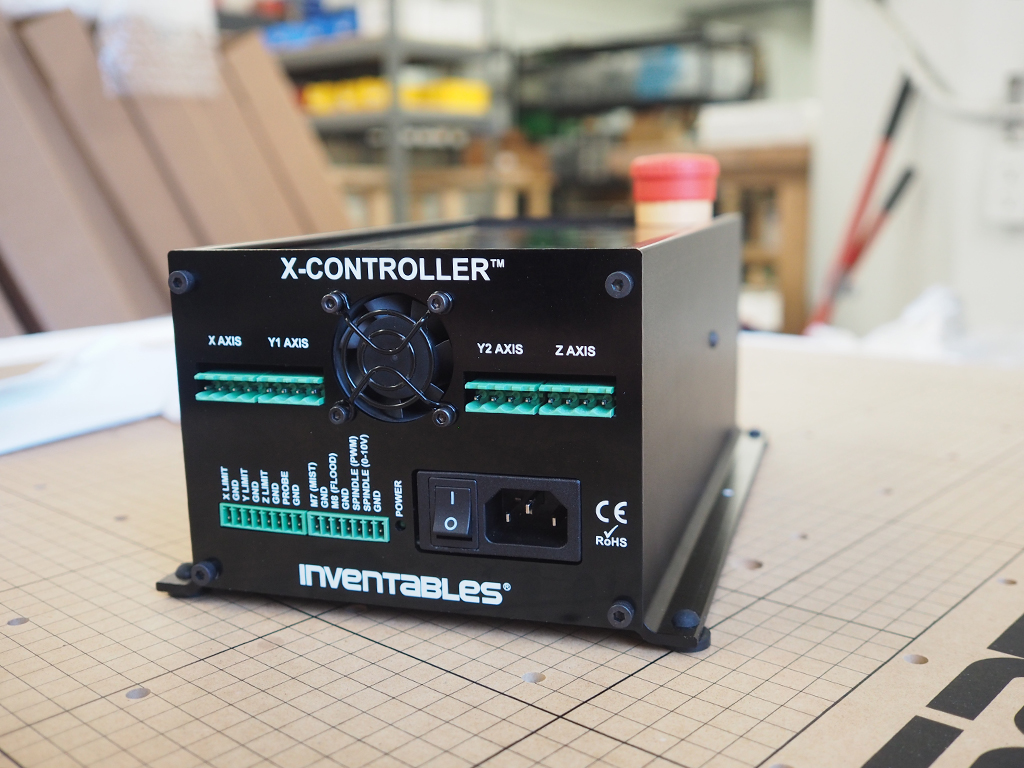 X-CONTROLLER™
X AXIS
Y1 AXIS
Y2 AXIS
Z AXIS
X LIMIT
GND
Y LIMIT
GND
Z LIMIT
GND
PROBE
GND
M7 (MIST)
GND
M8 (FLOOD)
GND
SPINDLE (PWM)
SPINDLE (0-10V)
GND
POWER
I
O
CE
RoHS
INVENTABLES®